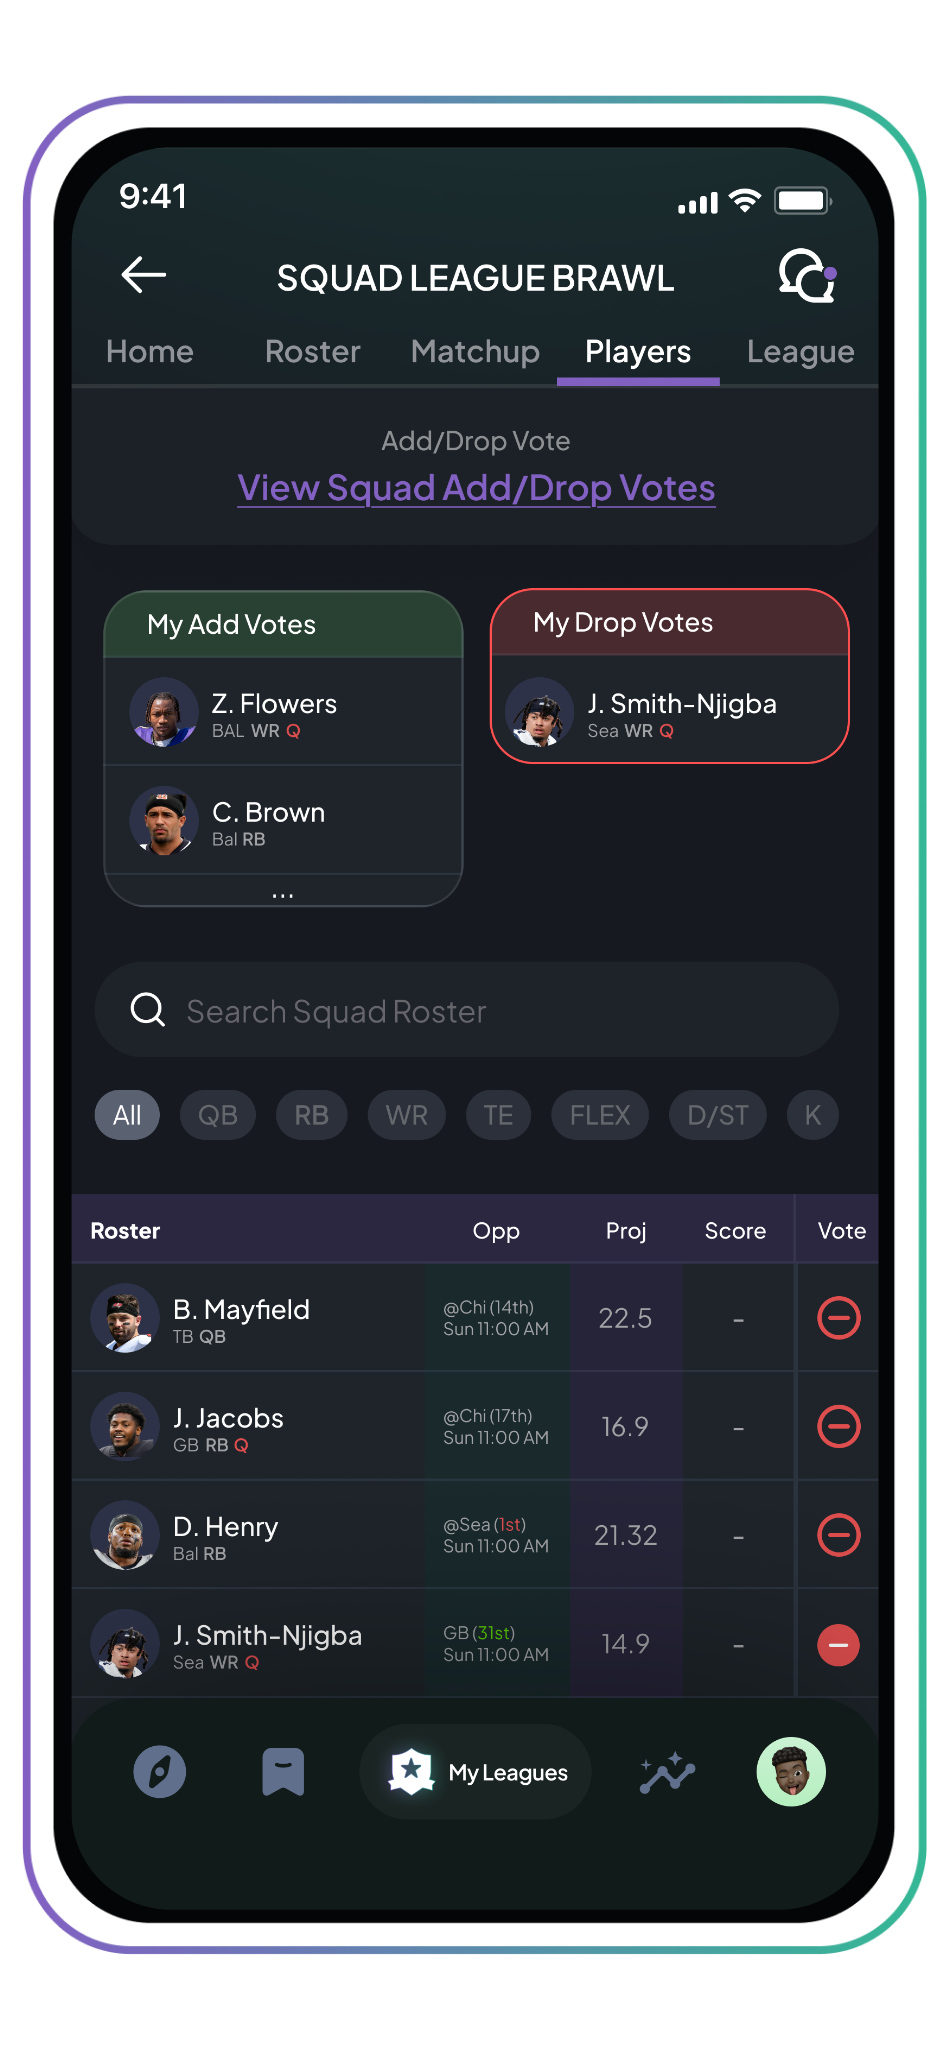 9:41
SQUAD LEAGUE BRAWL
Home Roster Matchup Players League
Add/Drop Vote
View Squad Add/Drop Votes
My Add Votes
Z. Flowers
BAL WR Q
C. Brown
Bal RB
...
My Drop Votes
J. Smith-Njigba
Sea WR Q
Search Squad Roster
All QB RB WR TE FLEX D/ST K
Roster Opp Proj Score Vote
B. Mayfield
TB QB
@Chi (14th)
Sun 11:00 AM
22.5 -
J. Jacobs
GB RB Q
@Chi (17th)
Sun 11:00 AM
16.9 -
D. Henry
Bal RB
@Sea (1st)
Sun 11:00 AM
21.32 -
J. Smith-Njigba
Sea WR Q
GB (31st)
Sun 11:00 AM
14.9 -
My Leagues